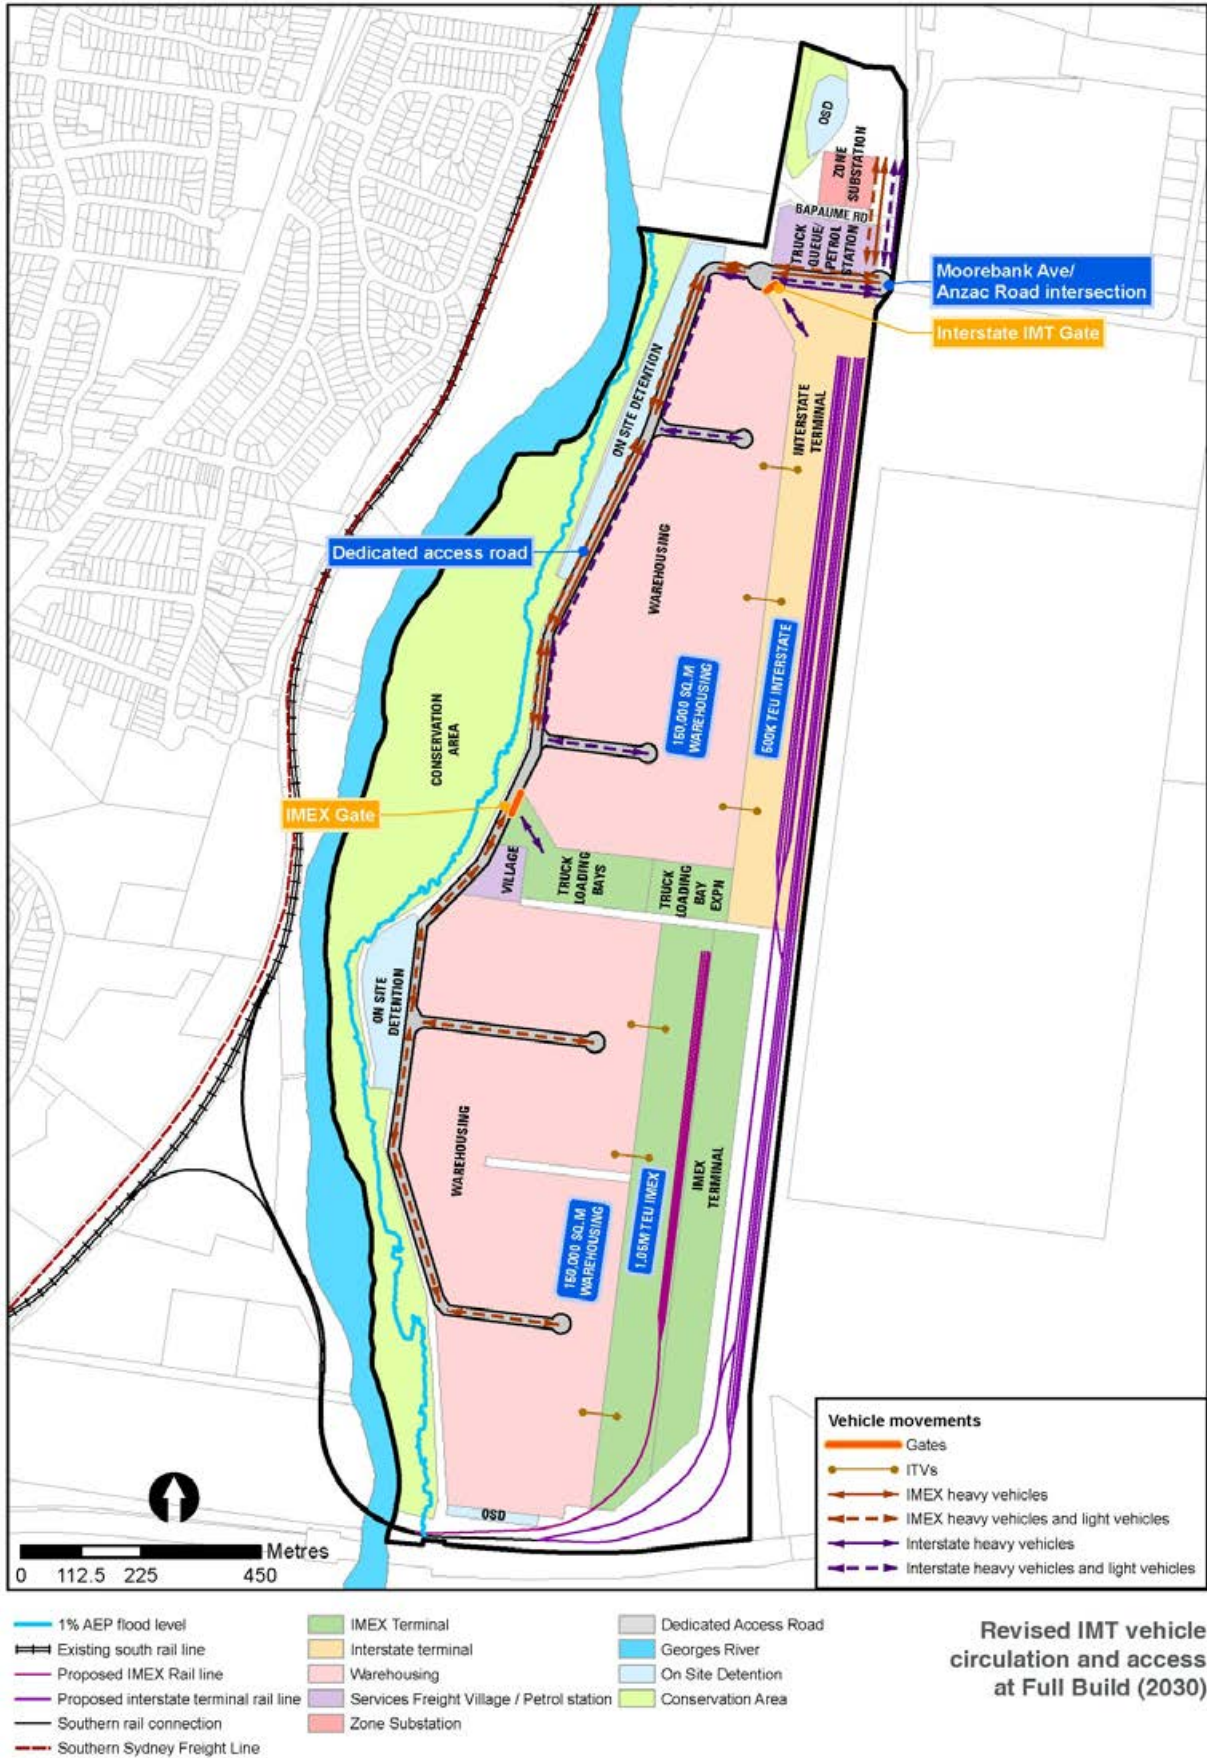 OSD
ZONE
SUBSTATION
BAPAUME RD
TRUCK
QUEUE/
PETROL
STATION
Moorebank Ave/
Anzac Road intersection
Interstate IMT Gate
ON SITE DETENTION
INTERSTATE
TERMINAL
Dedicated access road
WAREHOUSING
CONSERVATION
AREA
150,000 SQ.M
WAREHOUSING
500K TEU INTERSTATE
IMEX Gate
VILLAGE
TRUCK
LOADING
BAYS
TRUCK
LOADING
BAY
EXPN
ON SITE
DETENTION
WAREHOUSING
IMEX
TERMINAL
1.05M TEU IMEX
150,000 SQ.M
WAREHOUSING
OSD
Metres
0 112.5 225 450
Vehicle movements
Gates
ITVs
IMEX heavy vehicles
IMEX heavy vehicles and light vehicles
Interstate heavy vehicles
Interstate heavy vehicles and light vehicles
1% AEP flood level
Existing south rail line
Proposed IMEX Rail line
Proposed interstate terminal rail line
Southern rail connection
Southern Sydney Freight Line
IMEX Terminal
Interstate terminal
Warehousing
Services Freight Village / Petrol station
Zone Substation
Dedicated Access Road
Georges River
On Site Detention
Conservation Area
Revised IMT vehicle
circulation and access
at Full Build (2030)